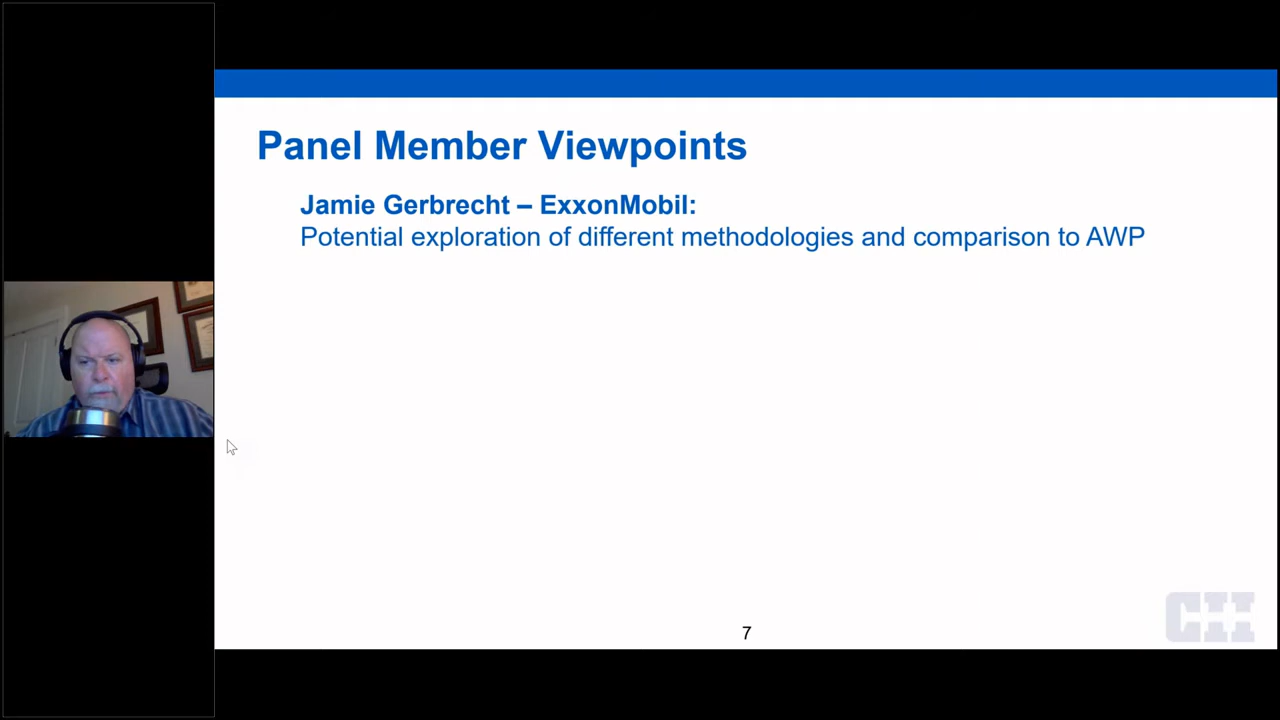 Panel Member Viewpoints
Jamie Gerbrecht – ExxonMobil:
Potential exploration of different methodologies and comparison to AWP
7
CII